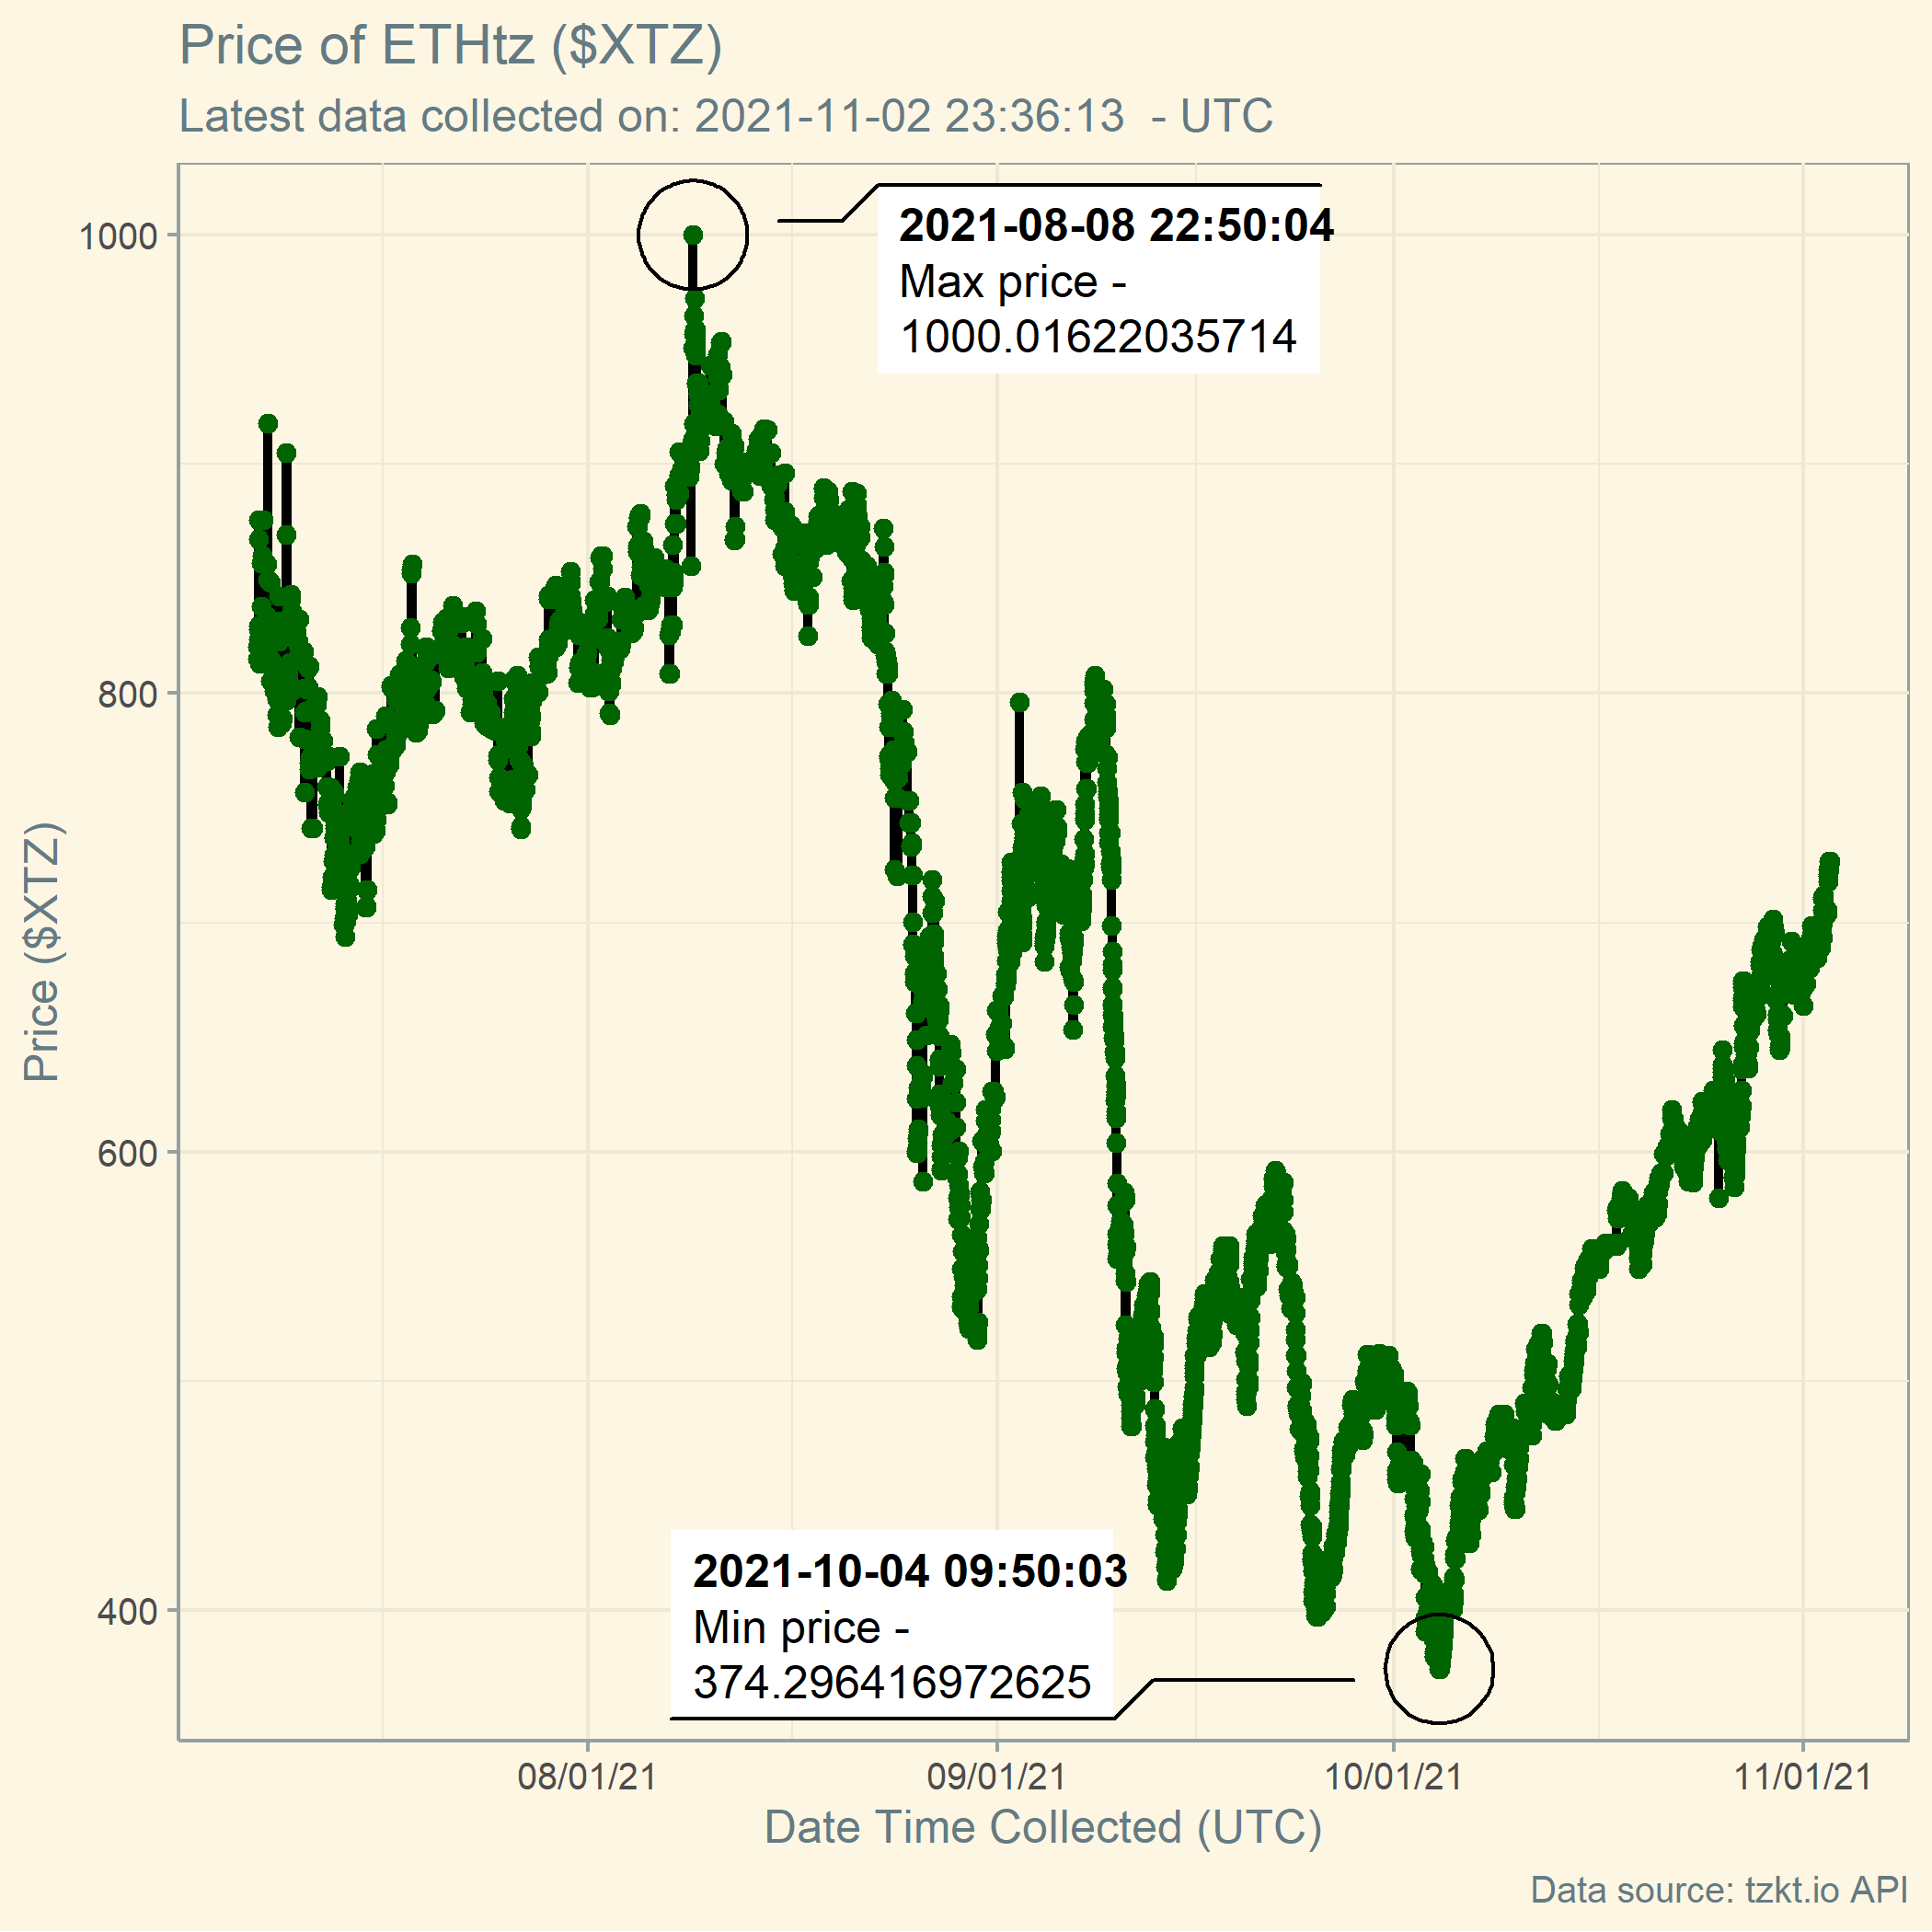 Price of ETHtz ($XTZ)
Latest data collected on: 2021-11-02 23:36:13  - UTC
2021-08-08 22:50:04
Max price -
1000.01622035714
1000
800
600
400
Price ($XTZ)
2021-10-04 09:50:03
Min price -
374.296416972625
08/01/21
09/01/21
10/01/21
11/01/21
Date Time Collected (UTC)
Data source: tzkt.io API